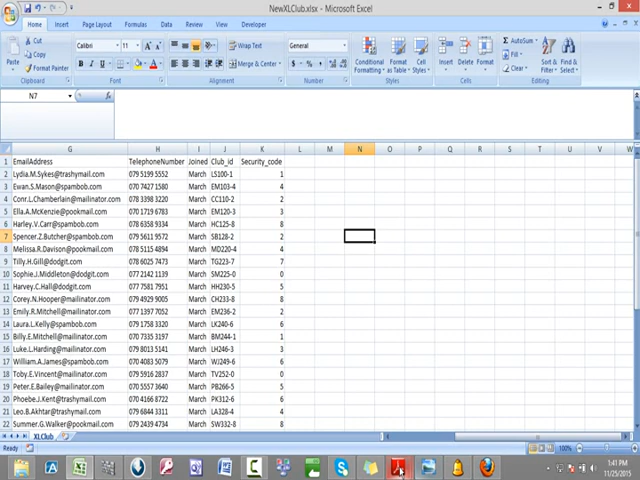 NewXLClub.xlsx - Microsoft Excel
Home Insert Page Layout Formulas Data Review View Developer
Paste Cut Copy Format Painter Calibri 11 Wrap Text Merge & Center General Conditional Formatting Format as Table Cell Styles Insert Delete Format AutoSum Fill Clear Sort & Filter Find & Select
Clipboard Font Alignment Number Styles Cells Editing
N7 fx
G H I J K L M N O P Q R S T U V W
1 EmailAddress TelephoneNumber Joined Club_id Security_code
2 Lydia.M.Sykes@trashymail.com 079 5199 5552 March LS100-1 1
3 Ewan.S.Mason@spambob.com 070 7427 1580 March EM103-4 4
4 Conr.L.Chamberlain@mailinator.com 078 3398 3220 March CC110-2 2
5 Ella.A.McKenzie@pookmail.com 070 1719 6783 March EM120-3 3
6 Harley.V.Carr@spambob.com 078 6358 9334 March HC125-8 8
7 Spencer.Z.Butcher@spambob.com 079 5611 9572 March SB128-2 2
8 Melissa.R.Davison@pookmail.com 078 5115 4894 March MD220-4 4
9 Tilly.H.Gill@dodgit.com 078 6025 7473 March TG223-7 7
10 Sophie.J.Middleton@dodgit.com 077 2142 1139 March SM225-0 0
11 Harvey.C.Hall@dodgit.com 077 7581 7951 March HH230-5 5
12 Corey.N.Hooper@mailinator.com 079 4929 9005 March CH233-8 8
13 Emily.R.Mitchell@mailinator.com 077 1397 7052 March EM236-2 2
14 Laura.L.Kelly@spambob.com 079 1758 3320 March LK240-6 6
15 Billy.E.Mitchell@mailinator.com 070 7335 3197 March BM244-1 1
16 Luke.L.Harding@mailinator.com 079 8013 5141 March LH246-3 3
17 William.A.James@spambob.com 070 4083 5079 March WJ249-6 6
18 Toby.E.Vincent@mailinator.com 079 5916 2837 March TV252-0 0
19 Peter.E.Bailey@mailinator.com 070 5557 3640 March PB266-5 5
20 Phoebe.J.Kent@trashymail.com 070 4166 8722 March PK312-6 6
21 Leo.B.Akhtar@trashymail.com 079 6844 3311 March LA328-4 4
22 Summer.G.Walker@pookmail.com 079 2439 4734 March SW332-8 8
XLClub
Ready 100%
1:41 PM
11/25/2015